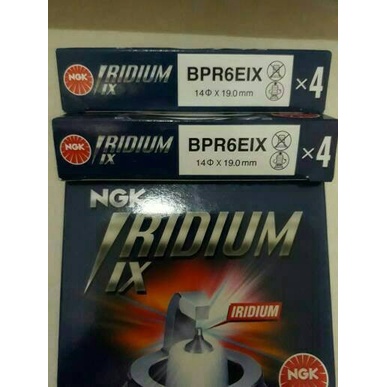 NGK IRIDIUM IX BPR6EIX ×4
14Φ X 19.0mm
NGK IRIDIUM IX BPR6EIX ×4
14Φ X 19.0mm
NGK
IRIDIUM
IX
IRIDIUM
NGK